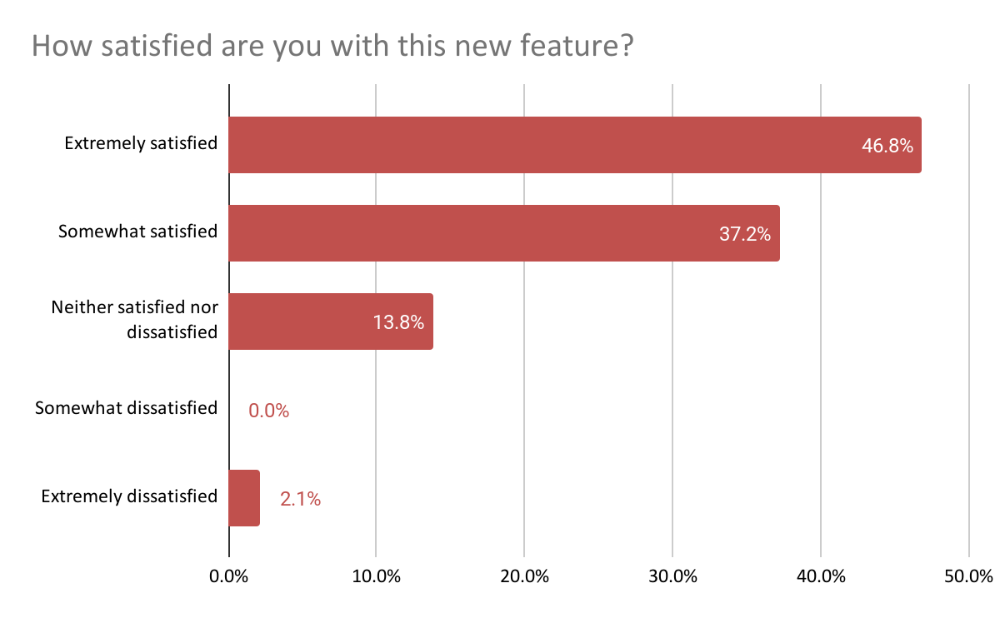 How satisfied are you with this new feature?
Extremely satisfied
46.8%
Somewhat satisfied
37.2%
Neither satisfied nor
dissatisfied
13.8%
Somewhat dissatisfied
0.0%
Extremely dissatisfied
2.1%
0.0%
10.0%
20.0%
30.0%
40.0%
50.0%